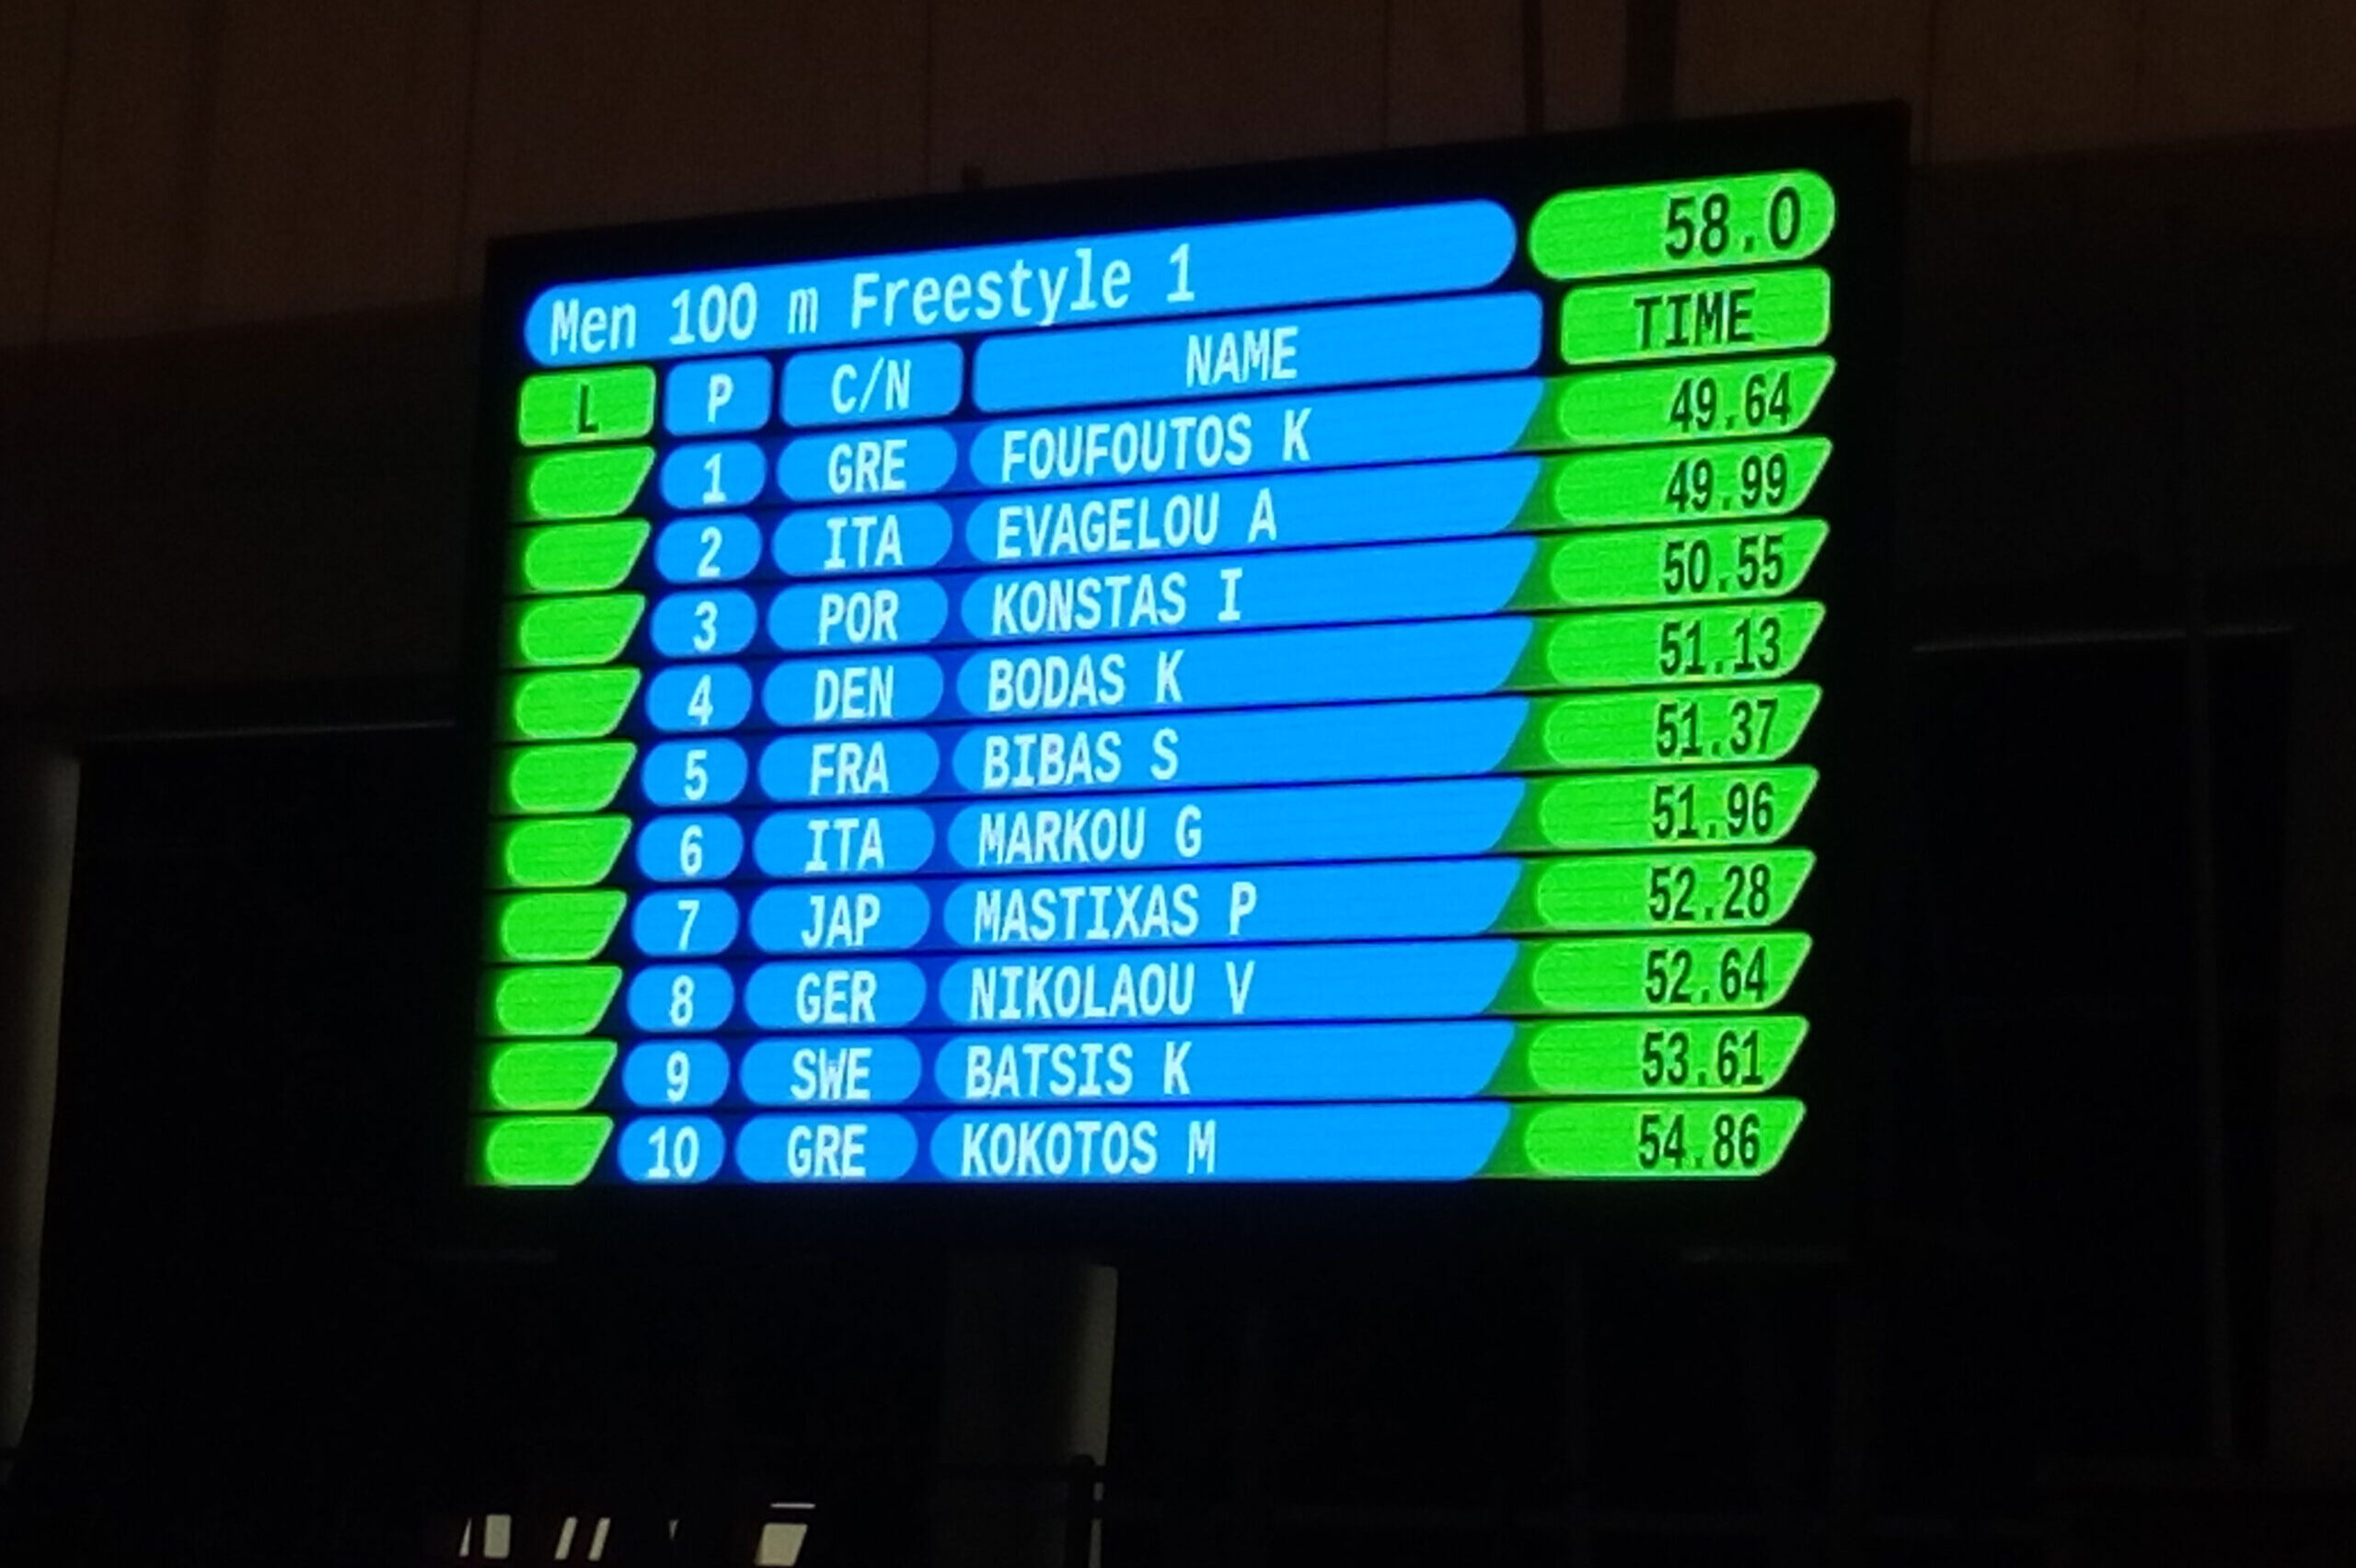 Men 100 m Freestyle 1 58.0
L P C/N NAME TIME
1 GRE FOUFOUTOS K 49.64
2 ITA EVAGELOU A 49.99
3 POR KONSTAS I 50.55
4 DEN BODAS K 51.13
5 FRA BIBAS S 51.37
6 ITA MARKOU G 51.96
7 JAP MASTIXAS P 52.28
8 GER NIKOLAOU V 52.64
9 SWE BATSIS K 53.61
10 GRE KOKOTOS M 54.86